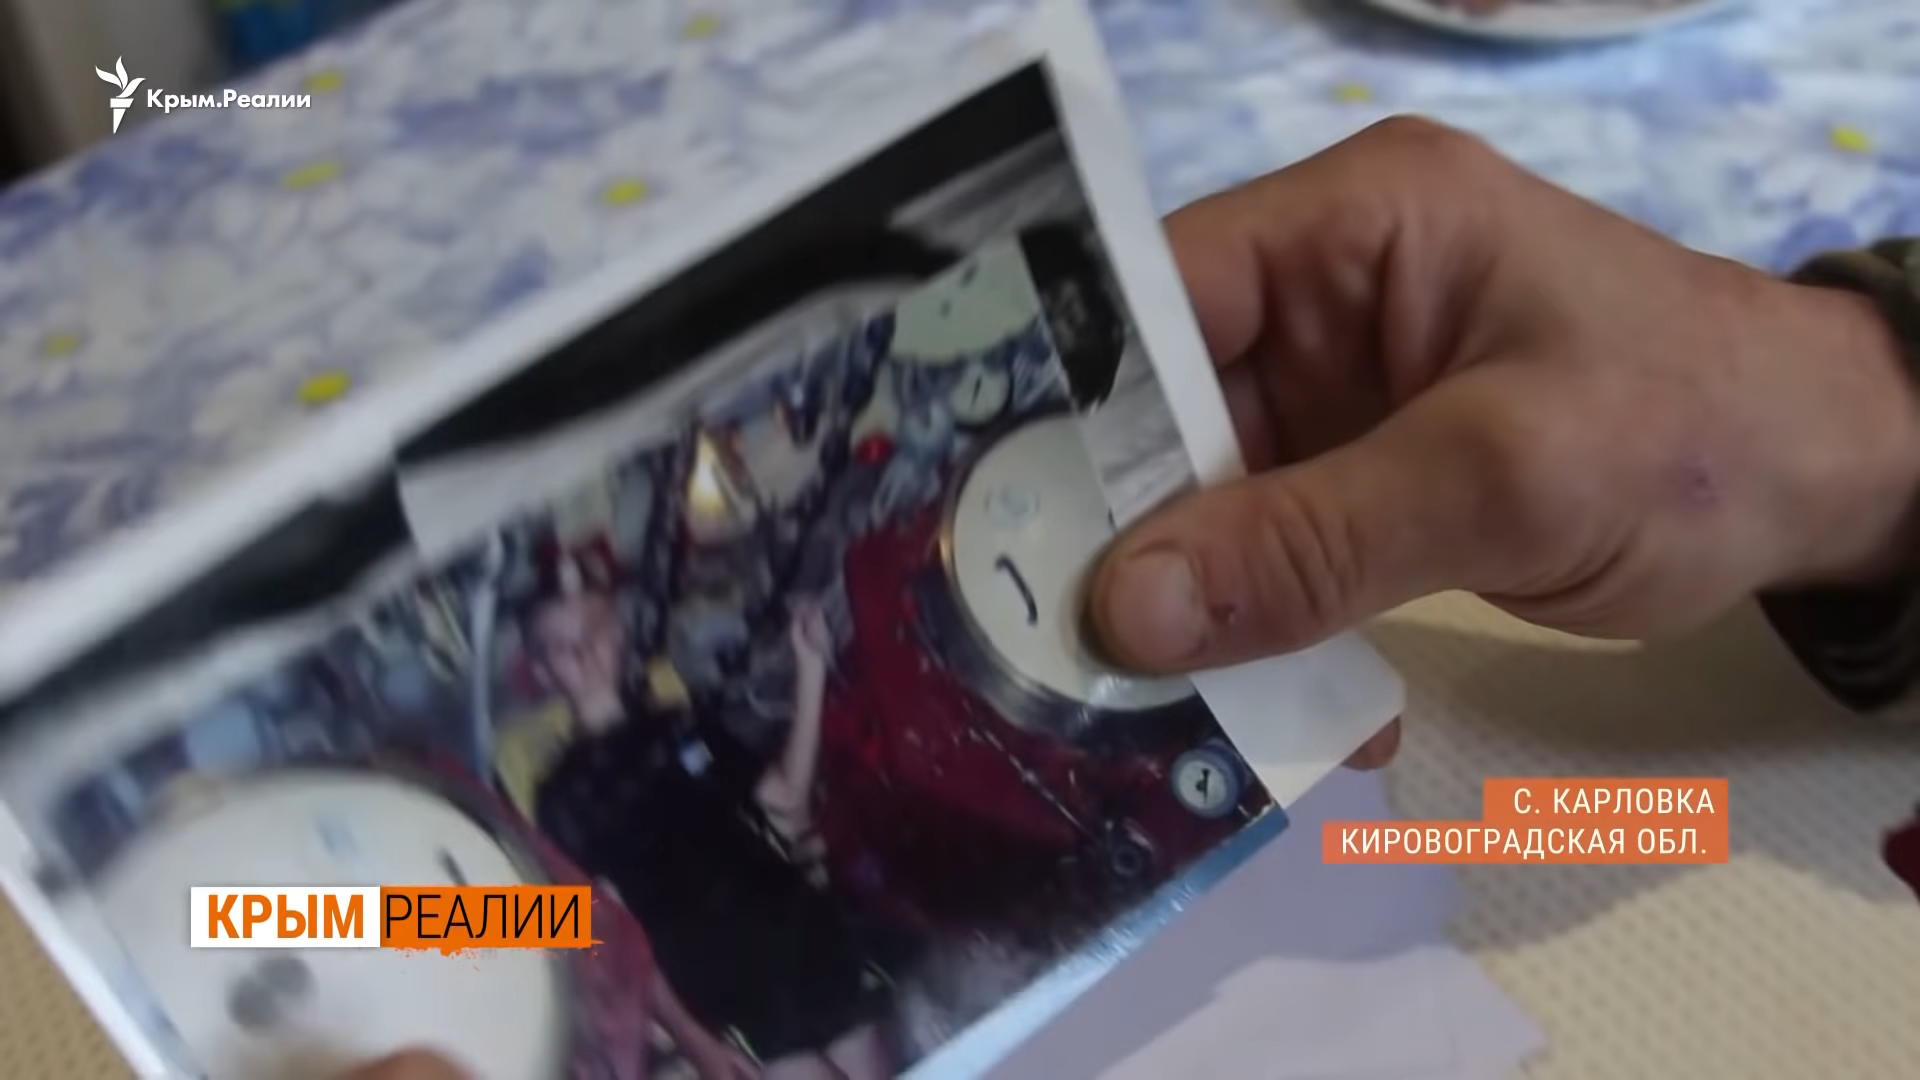 Крым.Реалии
С. КАРЛОВКА
КИРОВОГРАДСКАЯ ОБЛ.
КРЫМ РЕАЛИИ